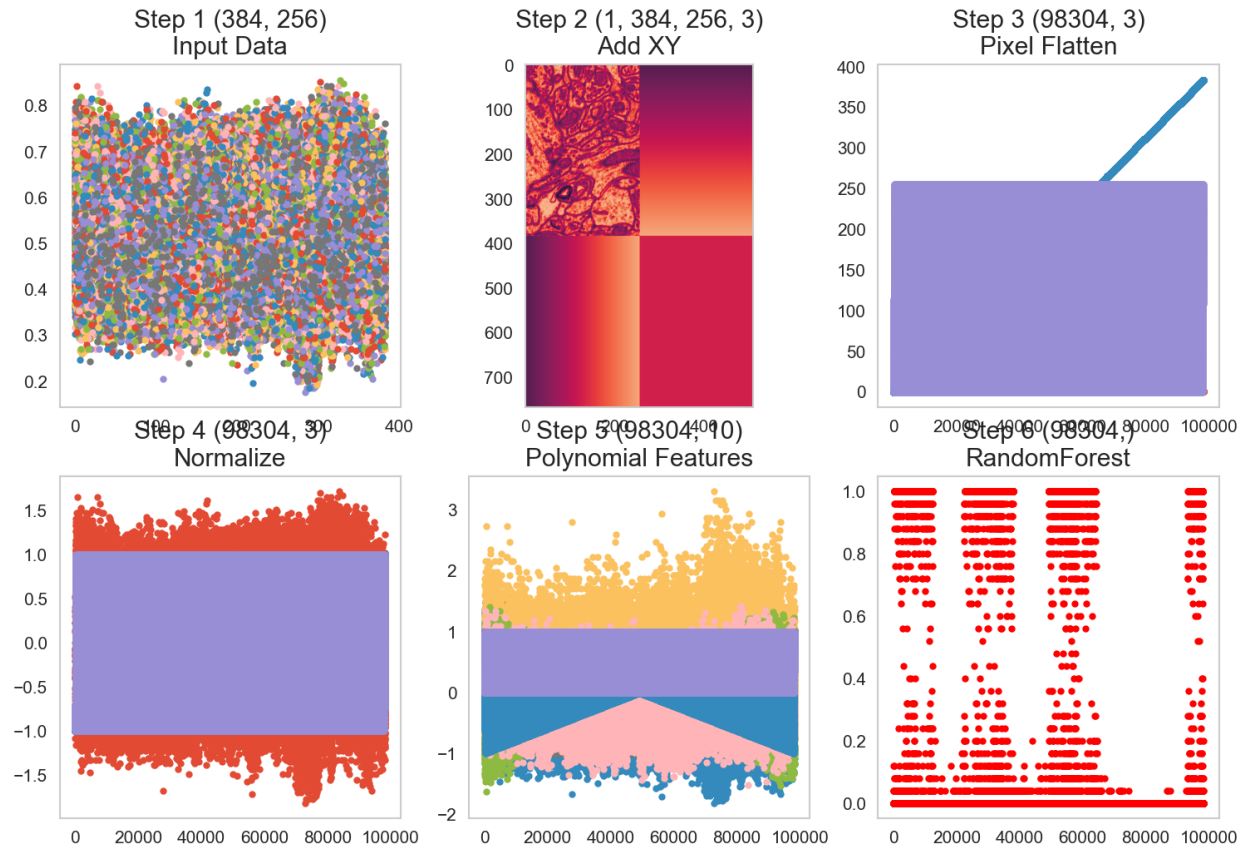 Step 1 (384, 256)
Input Data
0.8
0.7
0.6
0.5
0.4
0.3
0.2
0 100 200 300 400
Step 2 (1, 384, 256, 3)
Add XY
0
100
200
300
400
500
600
700
0 200 400
Step 3 (98304, 3)
Pixel Flatten
400
350
300
250
200
150
100
50
0
0 20000 40000 60000 80000 100000
Step 4 (98304, 3)
Normalize
1.5
1.0
0.5
0.0
−0.5
−1.0
−1.5
0 20000 40000 60000 80000 100000
Step 5 (98304, 10)
Polynomial Features
3
2
1
0
−1
−2
0 20000 40000 60000 80000 100000
Step 6 (98304,)
RandomForest
1.0
0.8
0.6
0.4
0.2
0.0
0 20000 40000 60000 80000 100000